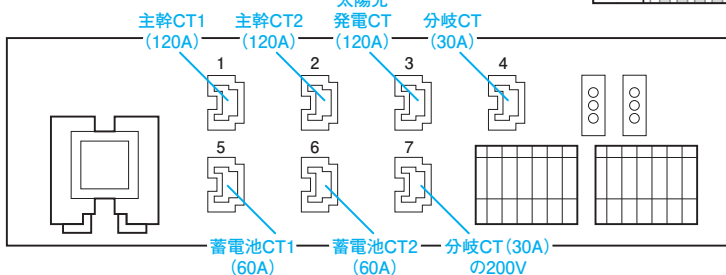 太陽光
主幹CT1 主幹CT2 発電CT 分岐CT
(120A) (120A) (120A) (30A)
1 2 3 4
5 6 7
蓄電池CT1 蓄電池CT2 分岐CT(30A)
(60A) (60A) の200V